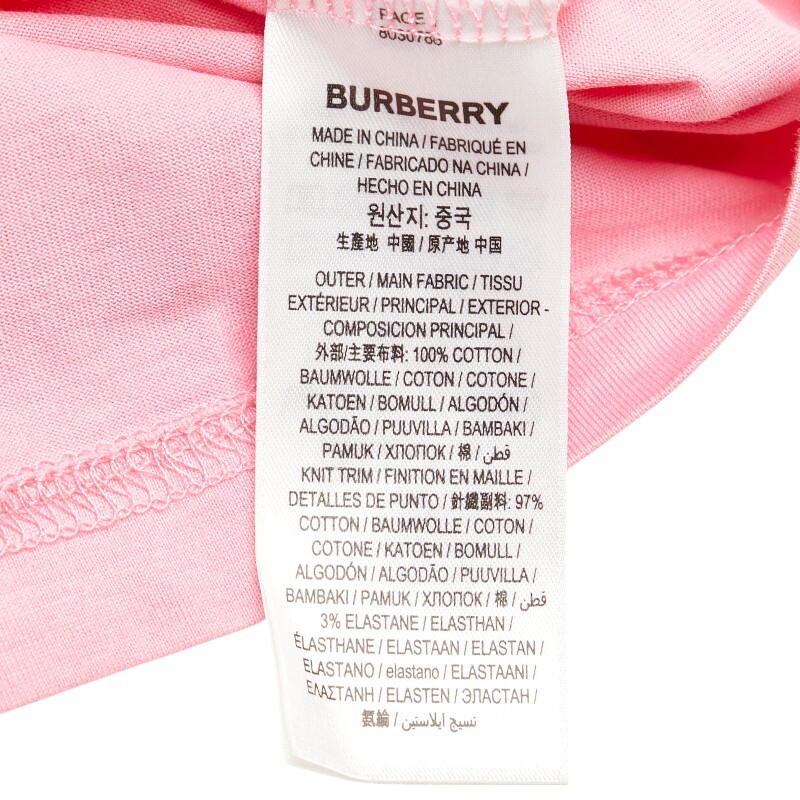 PAGE
8030786
BURBERRY
MADE IN CHINA / FABRIQUÉ EN
CHINE / FABRICADO NA CHINA /
HECHO EN CHINA
원산지: 중국
生產地 中國 / 原产地 中国
OUTER / MAIN FABRIC / TISSU
EXTÉRIEUR / PRINCIPAL / EXTERIOR -
COMPOSICION PRINCIPAL /
外部/主要布料: 100% COTTON /
BAUMWOLLE / COTON / COTONE /
KATOEN / BOMULL / ALGODÓN /
ALGODÃO / PUUVILLA / BAMBAKI /
PAMUK / ХЛОПОК / 棉 / قطن /
KNIT TRIM / FINITION EN MAILLE /
DETALLES DE PUNTO / 針織副料: 97%
COTTON / BAUMWOLLE / COTON /
COTONE / KATOEN / BOMULL /
ALGODÓN / ALGODÃO / PUUVILLA /
BAMBAKI / PAMUK / ХЛОПОК / 棉 / قطن /
3% ELASTANE / ELASTHAN /
ÉLASTHANE / ELASTAAN / ELASTAN /
ELASTANO / elastano / ELASTAANI /
ΕΛΑΣΤΑΝΗ / ELASTEN / ЭЛАСТАН /
氨綸 / نسيج ايلاستين